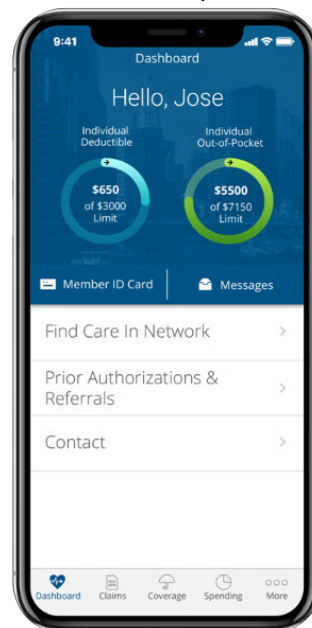 9:41
Dashboard
Hello, Jose
Individual
Deductible
Individual
Out-of-Pocket
$650
of $3000
Limit
$5500
of $7150
Limit
Member ID Card
Messages
Find Care In Network
Prior Authorizations &
Referrals
Contact
Dashboard
Claims
Coverage
Spending
More